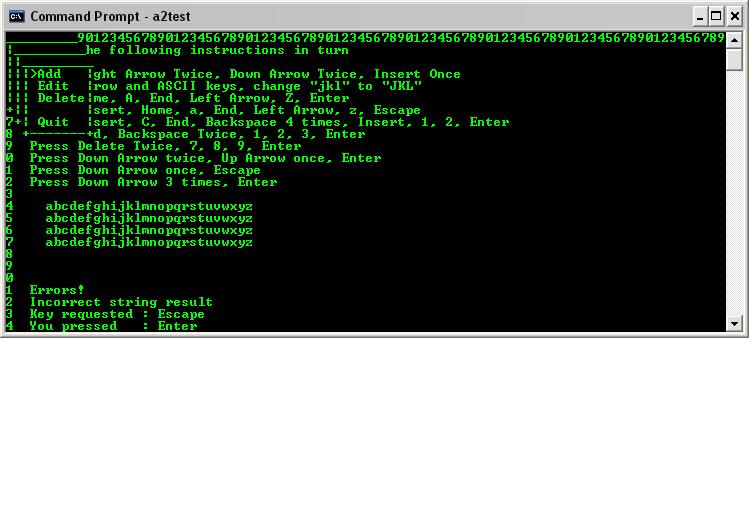 Command Prompt - a2test
_________9012345678901234567890123456789012345678901234567890123456789012345678901234567890
¦_________he following instructions in turn
¦¦_________
¦¦¦>Add   ¦ght Arrow Twice, Down Arrow Twice, Insert Once
¦¦¦ Edit  ¦row and ASCII keys, change "jkl" to "JKL"
¦¦¦ Delete¦me, A, End, Left Arrow, Z, Enter
+¦¦       ¦sert, Home, a, End, Left Arrow, z, Escape
7+¦ Quit  ¦sert, C, End, Backspace 4 times, Insert, 1, 2, Enter
8 +-------+d, Backspace Twice, 1, 2, 3, Enter
9  Press Delete Twice, 7, 8, 9, Enter
0  Press Down Arrow twice, Up Arrow once, Enter
1  Press Down Arrow once, Escape
2  Press Down Arrow 3 times, Enter
3
4    abcdefghijklmnopqrstuvwxyz
5    abcdefghijklmnopqrstuvwxyz
6    abcdefghijklmnopqrstuvwxyz
7    abcdefghijklmnopqrstuvwxyz
8
9
0
1  Errors!
2  Incorrect string result
3  Key requested : Escape
4  You pressed   : Enter